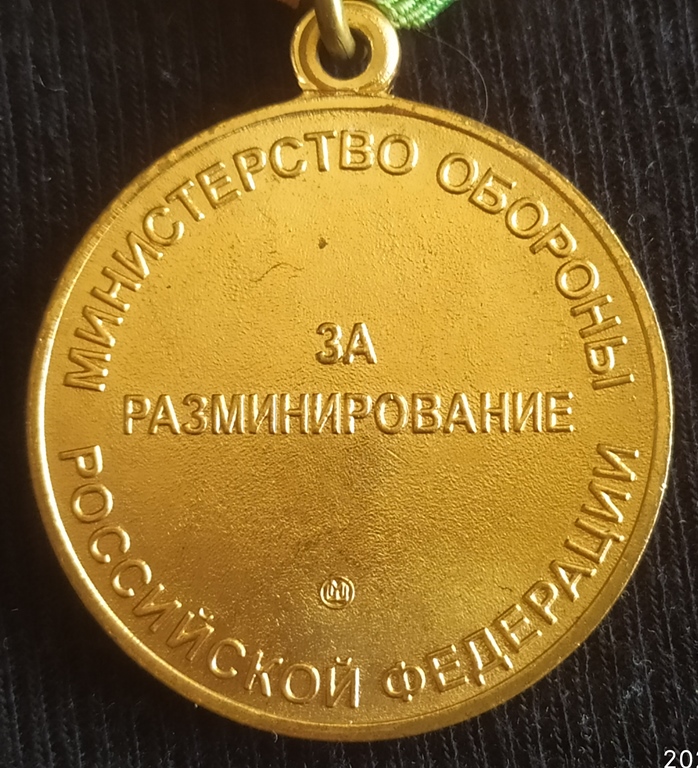 МИНИСТЕРСТВО ОБОРОНЫ
ЗА
РАЗМИНИРОВАНИЕ
РОССИЙСКОЙ ФЕДЕРАЦИИ